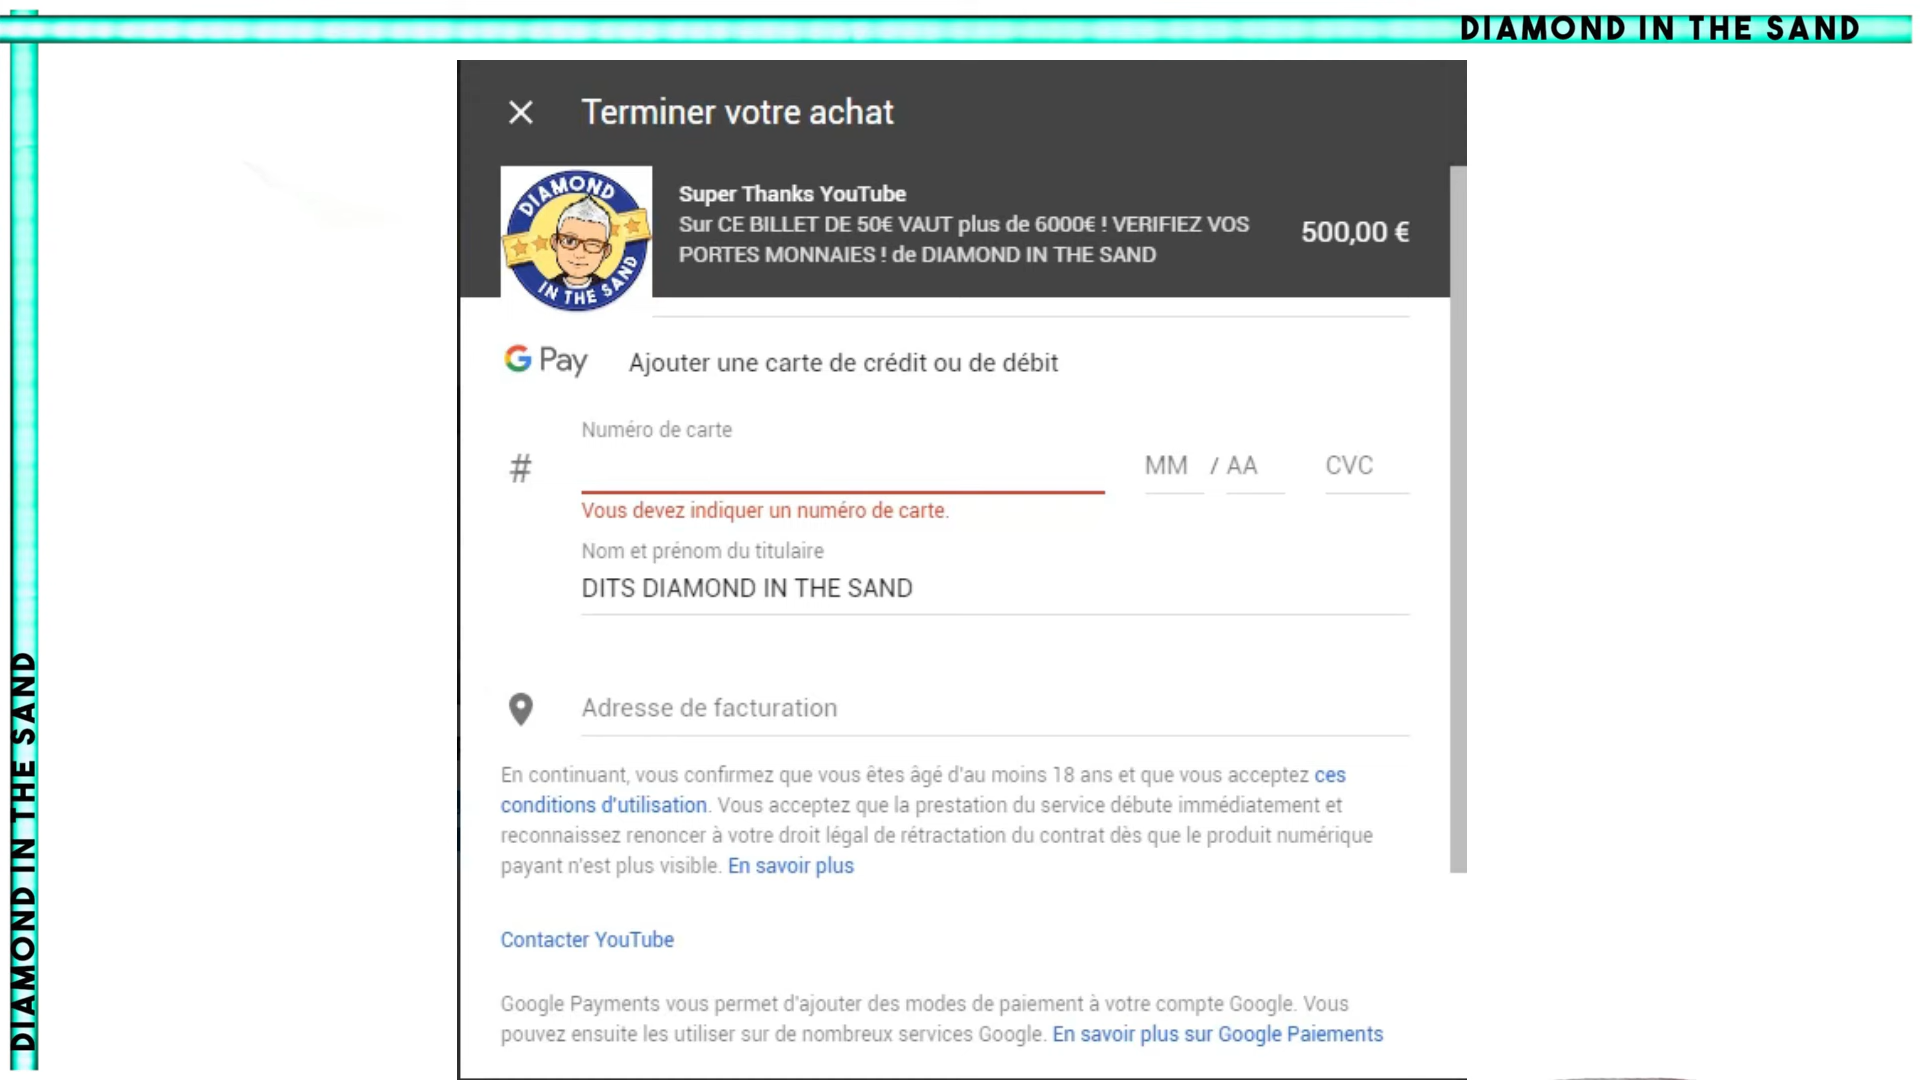 DIAMOND IN THE SAND
Terminer votre achat
DIAMOND
IN THE SAND
Super Thanks YouTube
Sur CE BILLET DE 50€ VAUT plus de 6000€ ! VERIFIEZ VOS
PORTES MONNAIES ! de DIAMOND IN THE SAND
500,00 €
G Pay
Ajouter une carte de crédit ou de débit
Numéro de carte
#
MM / AA
CVC
Vous devez indiquer un numéro de carte.
Nom et prénom du titulaire
DITS DIAMOND IN THE SAND
Adresse de facturation
En continuant, vous confirmez que vous êtes âgé d'au moins 18 ans et que vous acceptez ces
conditions d'utilisation. Vous acceptez que la prestation du service débute immédiatement et
reconnaissez renoncer à votre droit légal de rétractation du contrat dès que le produit numérique
payant n'est plus visible. En savoir plus
Contacter YouTube
Google Payments vous permet d'ajouter des modes de paiement à votre compte Google. Vous
pouvez ensuite les utiliser sur de nombreux services Google. En savoir plus sur Google Paiements
DIAMOND IN THE SAND